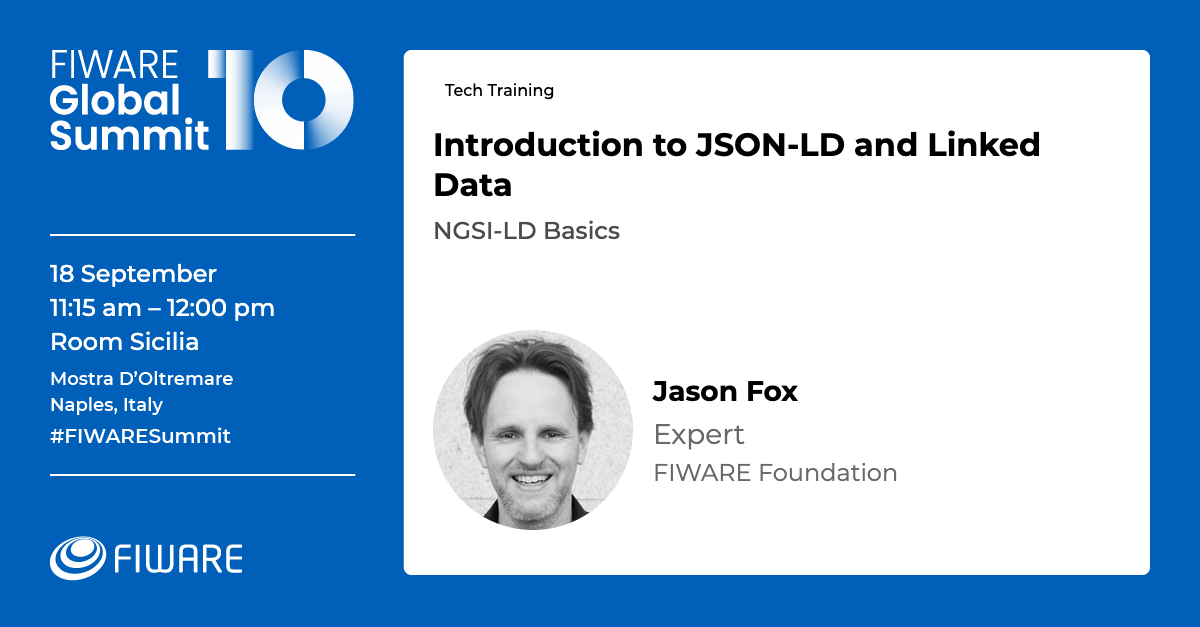 FIWARE
Global
Summit
10
18 September
11:15 am – 12:00 pm
Room Sicilia
Mostra D’Oltremare
Naples, Italy
#FIWARESummit
FIWARE
Tech Training
Introduction to JSON-LD and Linked
Data
NGSI-LD Basics
Jason Fox
Expert
FIWARE Foundation